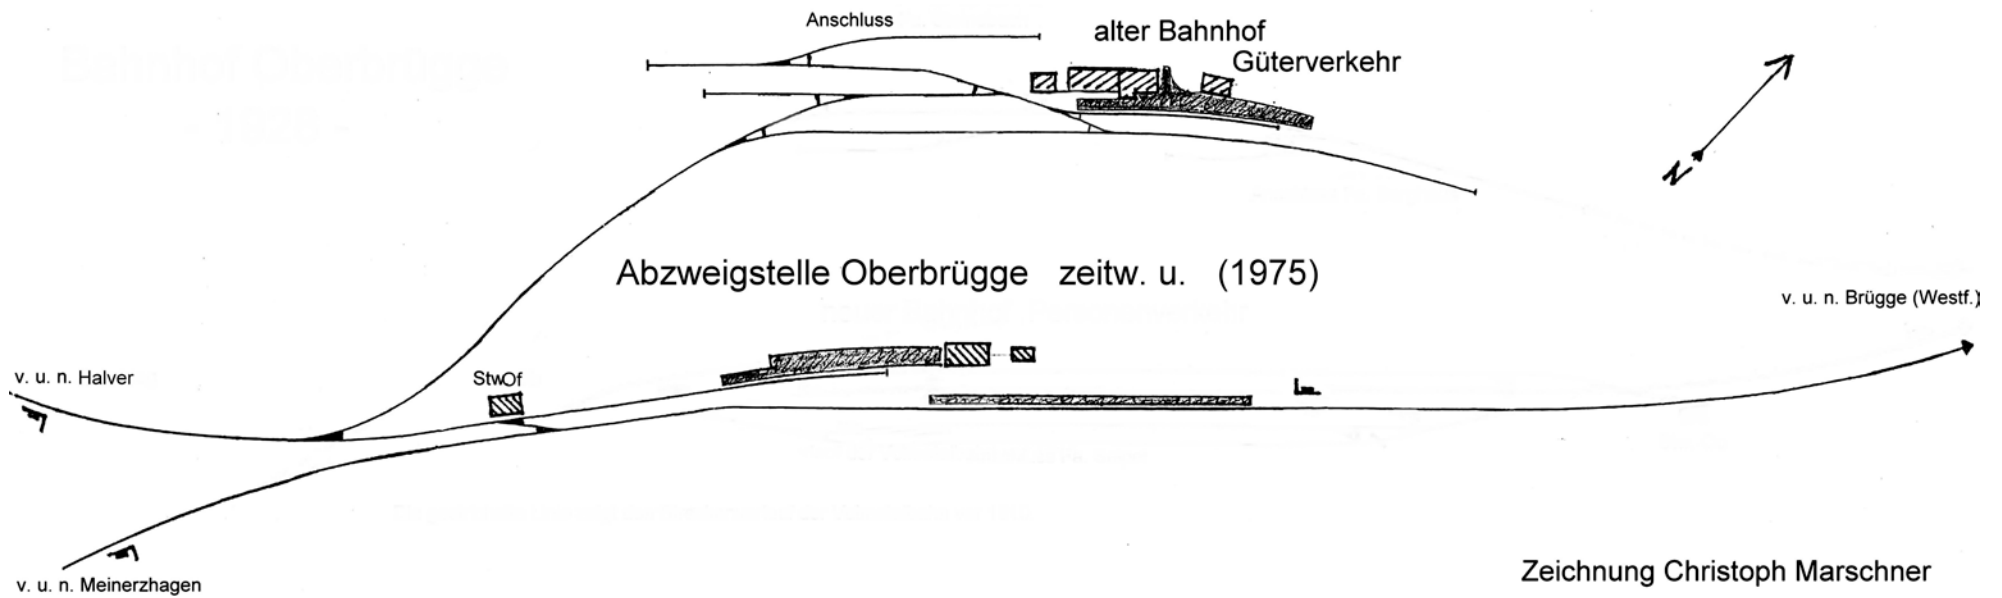 Anschluss
alter Bahnhof
Güterverkehr
N
Abzweigstelle Oberbrügge zeitw. u. (1975)
v. u. n. Brügge (Westf.)
v. u. n. Halver
StwOf
v. u. n. Meinerzhagen
Zeichnung Christoph Marschner